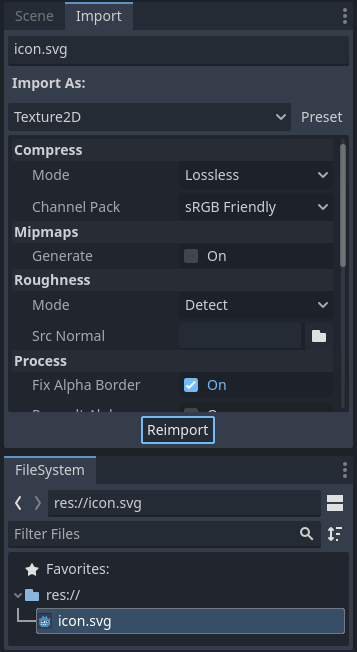 Scene Import
icon.svg
Import As:
Texture2D Preset
Compress
Mode Lossless
Channel Pack sRGB Friendly
Mipmaps
Generate On
Roughness
Mode Detect
Src Normal
Process
Fix Alpha Border On
Reimport
FileSystem
res://icon.svg
Filter Files
Favorites:
res://
icon.svg